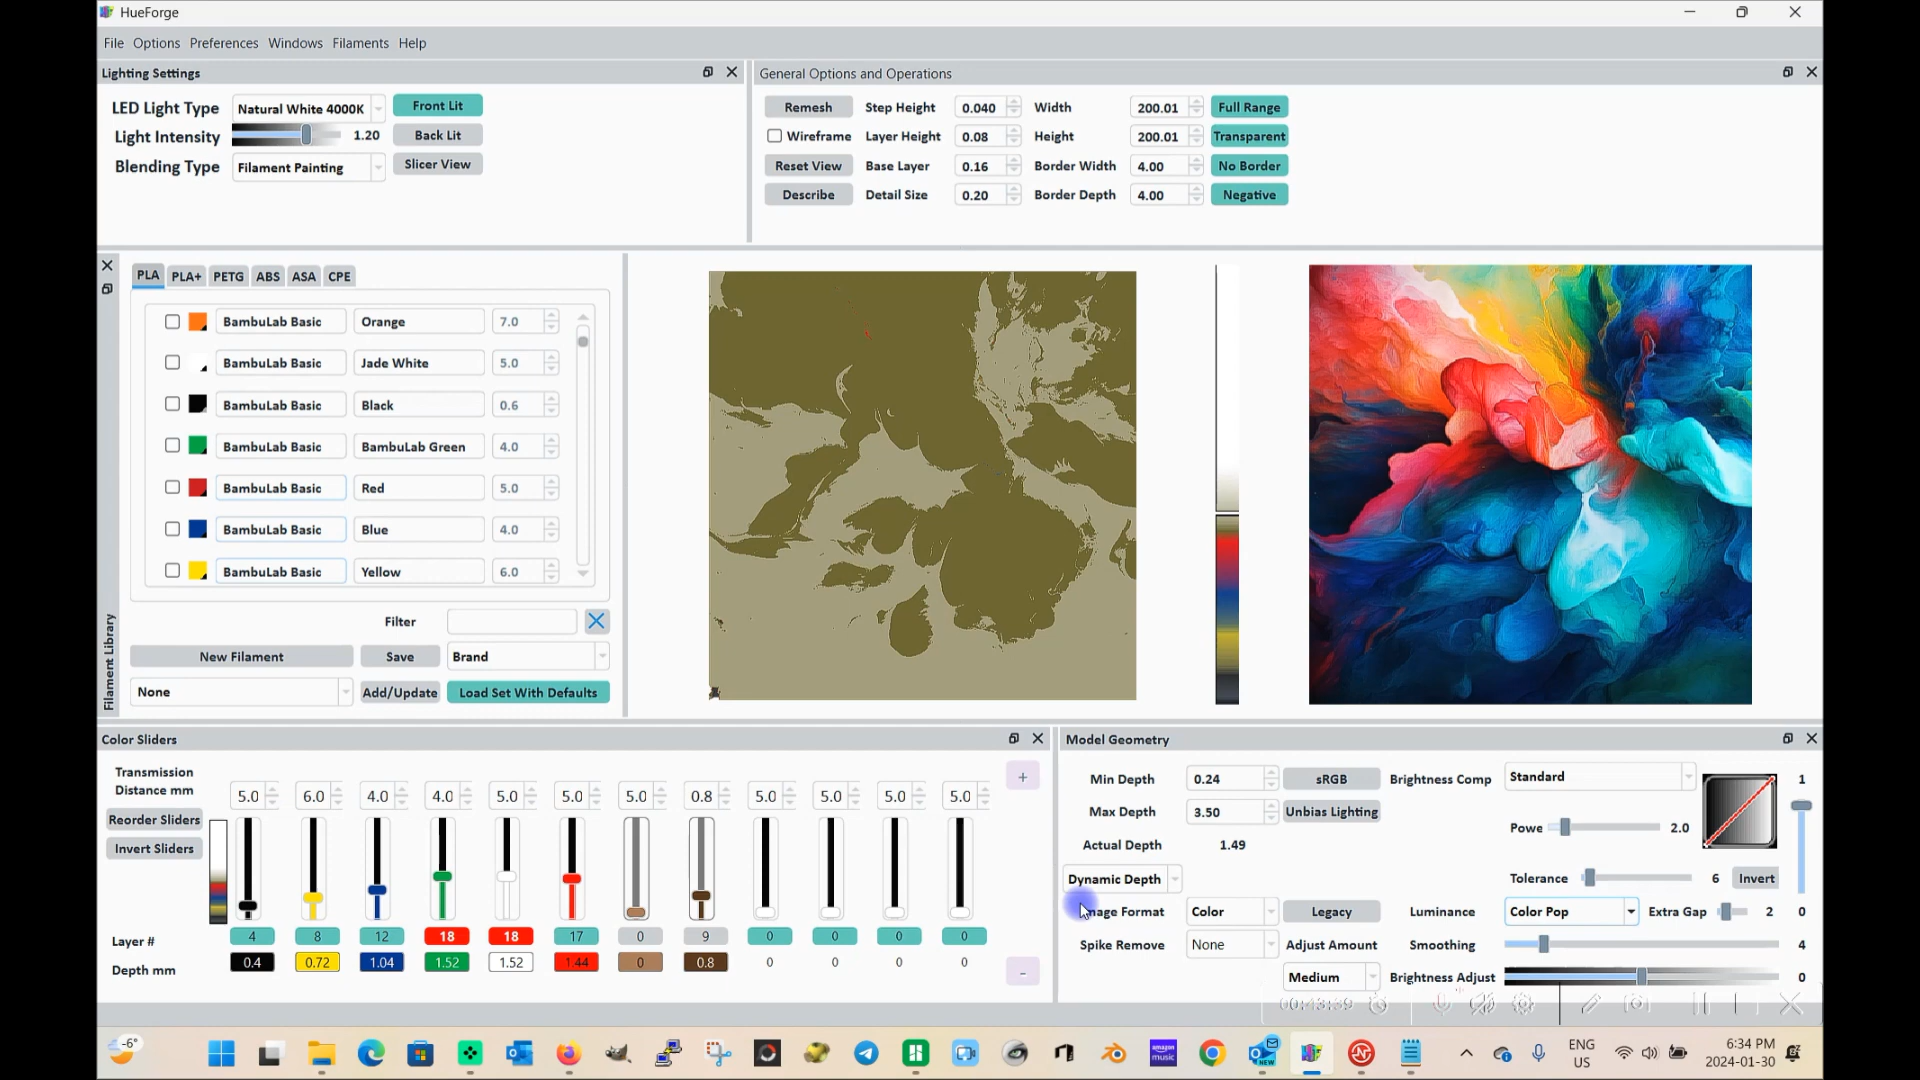 HueForge
File Options Preferences Windows Filaments Help
Lighting Settings
LED Light Type Natural White 4000K Front Lit
Light Intensity 1.20 Back Lit
Blending Type Filament Painting Slicer View
General Options and Operations
Remesh Step Height 0.040 Width 200.01 Full Range
Wireframe Layer Height 0.08 Height 200.01 Transparent
Reset View Base Layer 0.16 Border Width 4.00 No Border
Describe Detail Size 0.20 Border Depth 4.00 Negative
PLA PLA+ PETG ABS ASA CPE
BambuLab Basic Orange 7.0
BambuLab Basic Jade White 5.0
BambuLab Basic Black 0.6
BambuLab Basic BambuLab Green 4.0
BambuLab Basic Red 5.0
BambuLab Basic Blue 4.0
BambuLab Basic Yellow 6.0
Filament Library
Filter
New Filament Save Brand
None Add/Update Load Set With Defaults
Color Sliders
Transmission
Distance mm 5.0 6.0 4.0 4.0 5.0 5.0 5.0 0.8 5.0 5.0 5.0 5.0 +
Reorder Sliders
Invert Sliders
Layer # 4 8 12 18 18 17 0 9 0 0 0 0
Depth mm 0.4 0.72 1.04 1.52 1.52 1.44 0 0.8 0 0 0 0 -
Model Geometry
Min Depth 0.24 sRGB Brightness Comp Standard 1
Max Depth 3.50 Unbias Lighting Powe 2.0
Actual Depth 1.49
Dynamic Depth Tolerance 6 Invert
mage Format Color Legacy Luminance Color Pop Extra Gap 2 0
Spike Remove None Adjust Amount Smoothing 4
Medium Brightness Adjust 0
00:43:39
-6°
NEW
amazon music
ENG
US
6:34 PM
2024-01-30